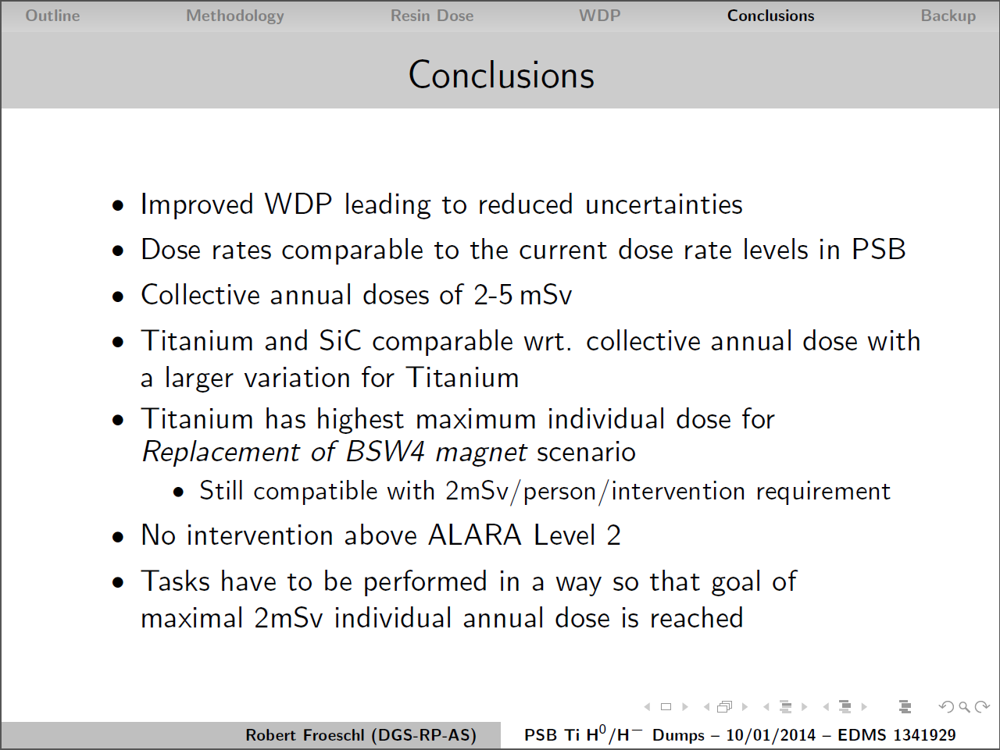 Outline Methodology Resin Dose WDP Conclusions Backup
Conclusions
• Improved WDP leading to reduced uncertainties
• Dose rates comparable to the current dose rate levels in PSB
• Collective annual doses of 2-5 mSv
• Titanium and SiC comparable wrt. collective annual dose with
a larger variation for Titanium
• Titanium has highest maximum individual dose for
Replacement of BSW4 magnet scenario
• Still compatible with 2mSv/person/intervention requirement
• No intervention above ALARA Level 2
• Tasks have to be performed in a way so that goal of
maximal 2mSv individual annual dose is reached
Robert Froeschl (DGS-RP-AS) PSB Ti H⁰/H⁻ Dumps – 10/01/2014 – EDMS 1341929